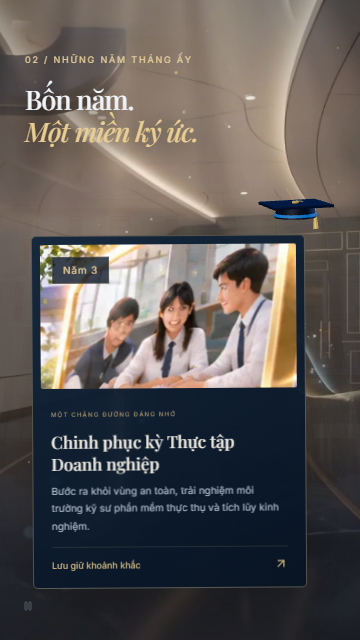 02 / NHỮNG NĂM THÁNG ẤY
Bốn năm.
Một miền ký ức.
Năm 3
MỘT CHẶNG ĐƯỜNG ĐÁNG NHỚ
Chinh phục kỳ Thực tập
Doanh nghiệp
Bước ra khỏi vùng an toàn, trải nghiệm môi
trường kỹ sư phần mềm thực thụ và tích lũy kinh
nghiệm.
Lưu giữ khoảnh khắc